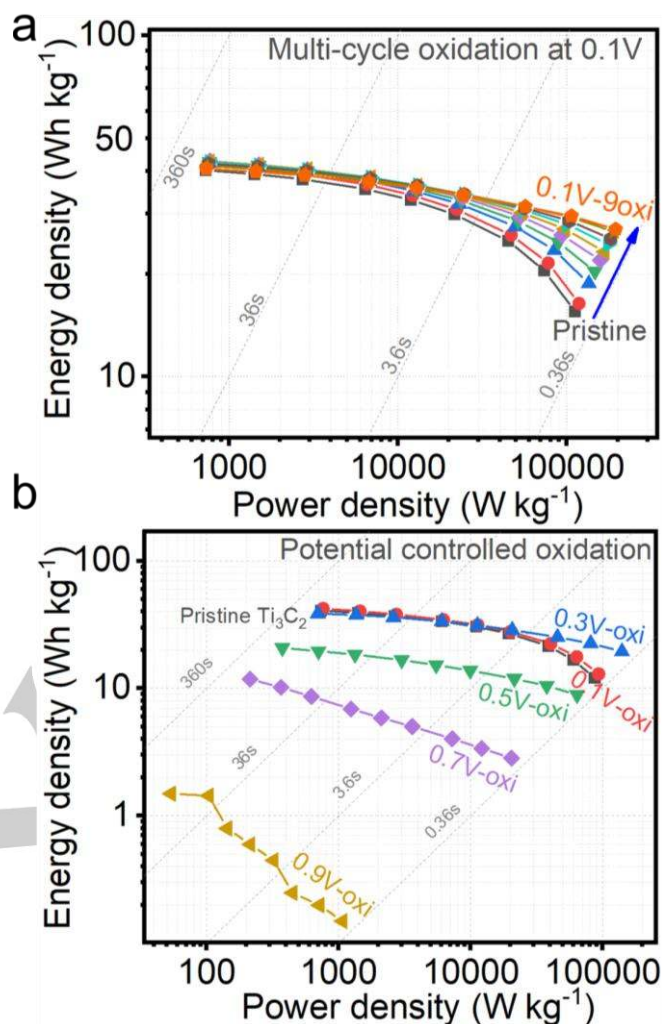 a
Multi-cycle oxidation at 0.1V
Energy density (Wh kg⁻¹)
100
50
10
360s
36s
3.6s
0.36s
0.1V-9oxi
Pristine
1000
10000
100000
Power density (W kg⁻¹)
b
Potential controlled oxidation
Energy density (Wh kg⁻¹)
100
10
1
Pristine Ti₃C₂
360s
36s
3.6s
0.36s
0.3V-oxi
0.1V-oxi
0.5V-oxi
0.7V-oxi
0.9V-oxi
100
1000
10000
100000
Power density (W kg⁻¹)